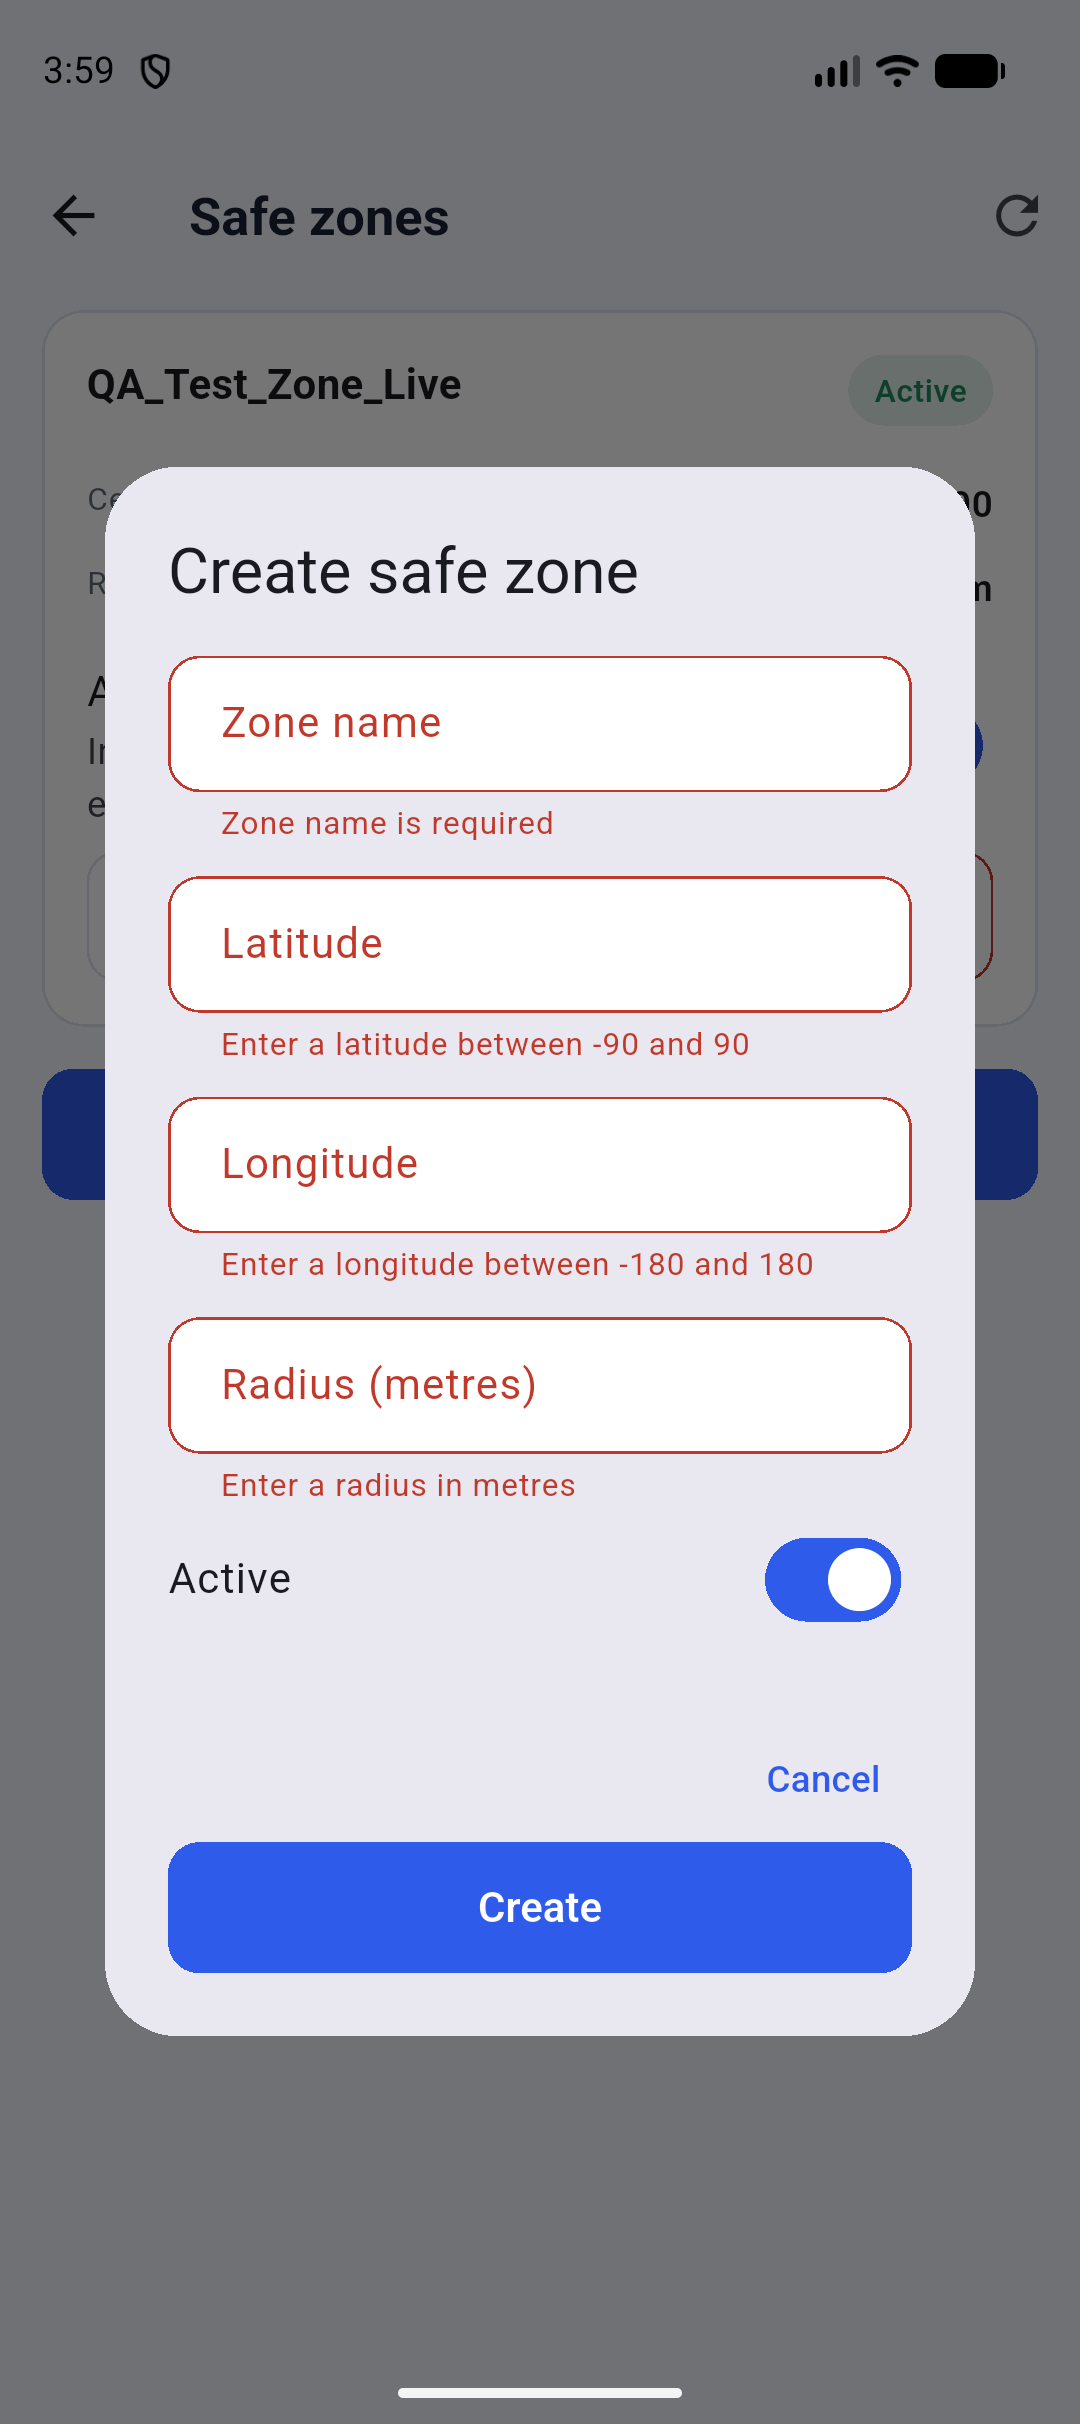 3:59
Safe zones
QA_Test_Zone_Live
Active
Create safe zone
Zone name
Zone name is required
Latitude
Enter a latitude between -90 and 90
Longitude
Enter a longitude between -180 and 180
Radius (metres)
Enter a radius in metres
Active
Cancel
Create